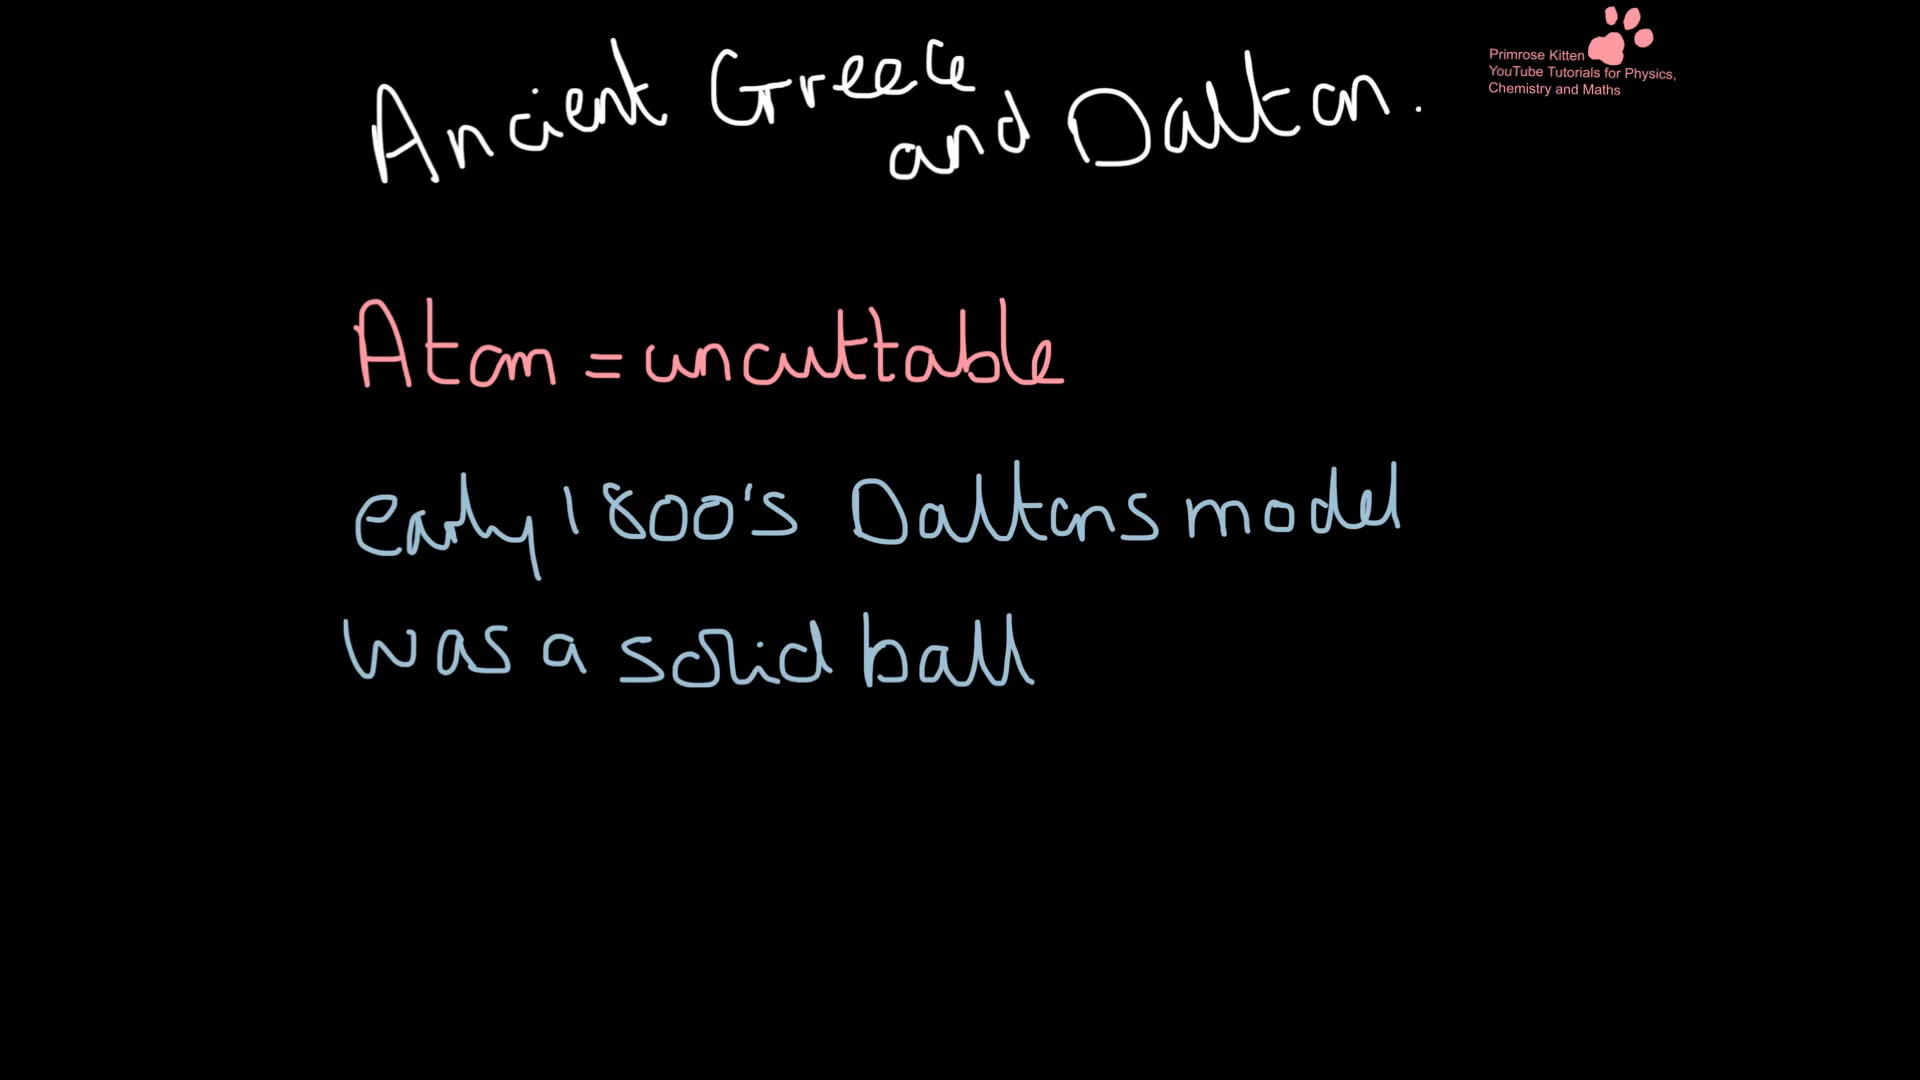 Ancient Greece
and Dalton.
Primrose Kitten
YouTube Tutorials for Physics,
Chemistry and Maths
Atom = uncuttable
early 1800's Daltons model
was a solid ball